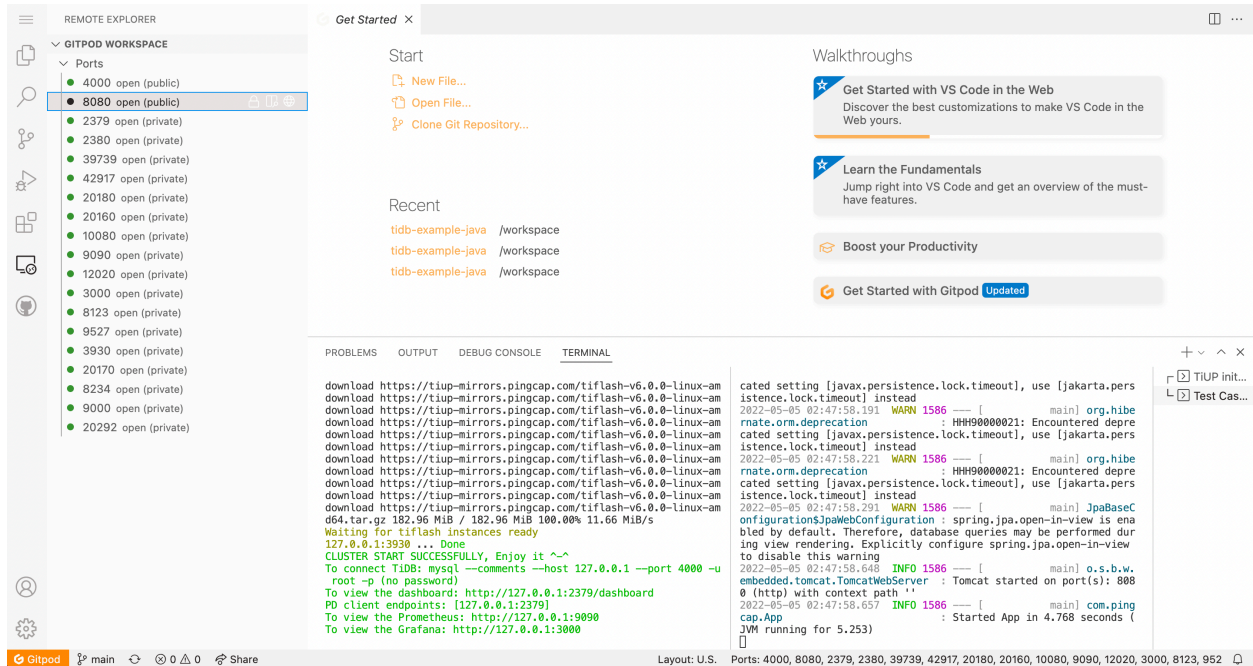 REMOTE EXPLORER
GITPOD WORKSPACE
Ports
4000 open (public)
8080 open (public)
2379 open (private)
2380 open (private)
39739 open (private)
42917 open (private)
20180 open (private)
20160 open (private)
10080 open (private)
9090 open (private)
12020 open (private)
3000 open (private)
8123 open (private)
9527 open (private)
3930 open (private)
20170 open (private)
8234 open (private)
9000 open (private)
20292 open (private)
Get Started
Start
New File...
Open File...
Clone Git Repository...
Recent
tidb-example-java /workspace
tidb-example-java /workspace
tidb-example-java /workspace
Walkthroughs
Get Started with VS Code in the Web
Discover the best customizations to make VS Code in the
Web yours.
Learn the Fundamentals
Jump right into VS Code and get an overview of the must-
have features.
Boost your Productivity
Get Started with Gitpod Updated
PROBLEMS OUTPUT DEBUG CONSOLE TERMINAL
download https://tiup-mirrors.pingcap.com/tiflash-v6.0.0-linux-am
download https://tiup-mirrors.pingcap.com/tiflash-v6.0.0-linux-am
download https://tiup-mirrors.pingcap.com/tiflash-v6.0.0-linux-am
download https://tiup-mirrors.pingcap.com/tiflash-v6.0.0-linux-am
download https://tiup-mirrors.pingcap.com/tiflash-v6.0.0-linux-am
download https://tiup-mirrors.pingcap.com/tiflash-v6.0.0-linux-am
download https://tiup-mirrors.pingcap.com/tiflash-v6.0.0-linux-am
download https://tiup-mirrors.pingcap.com/tiflash-v6.0.0-linux-am
download https://tiup-mirrors.pingcap.com/tiflash-v6.0.0-linux-am
download https://tiup-mirrors.pingcap.com/tiflash-v6.0.0-linux-am
download https://tiup-mirrors.pingcap.com/tiflash-v6.0.0-linux-am
d64.tar.gz 182.96 MiB / 182.96 MiB 100.00% 11.66 MiB/s
Waiting for tiflash instances ready
127.0.0.1:3930 ... Done
CLUSTER START SUCCESSFULLY, Enjoy it ^-^
To connect TiDB: mysql --comments --host 127.0.0.1 --port 4000 -u
root -p (no password)
To view the dashboard: http://127.0.0.1:2379/dashboard
PD client endpoints: [127.0.0.1:2379]
To view the Prometheus: http://127.0.0.1:9090
To view the Grafana: http://127.0.0.1:3000
cated setting [javax.persistence.lock.timeout], use [jakarta.pers
istence.lock.timeout] instead
2022-05-05 02:47:58.191 WARN 1586 --- [ main] org.hibe
rnate.orm.deprecation : HHH90000021: Encountered depre
cated setting [javax.persistence.lock.timeout], use [jakarta.pers
istence.lock.timeout] instead
2022-05-05 02:47:58.221 WARN 1586 --- [ main] org.hibe
rnate.orm.deprecation : HHH90000021: Encountered depre
cated setting [javax.persistence.lock.timeout], use [jakarta.pers
istence.lock.timeout] instead
2022-05-05 02:47:58.291 WARN 1586 --- [ main] JpaBaseC
onfiguration$JpaWebConfiguration : spring.jpa.open-in-view is ena
bled by default. Therefore, database queries may be performed dur
ing view rendering. Explicitly configure spring.jpa.open-in-view
to disable this warning
2022-05-05 02:47:58.648 INFO 1586 --- [ main] o.s.b.w.
embedded.tomcat.TomcatWebServer : Tomcat started on port(s): 808
0 (http) with context path ''
2022-05-05 02:47:58.657 INFO 1586 --- [ main] com.ping
cap.App : Started App in 4.768 seconds (
JVM running for 5.253)
TiUP init...
Test Cas...
Gitpod main 0 0 Share
Layout: U.S. Ports: 4000, 8080, 2379, 2380, 39739, 42917, 20180, 20160, 10080, 9090, 12020, 3000, 8123, 952